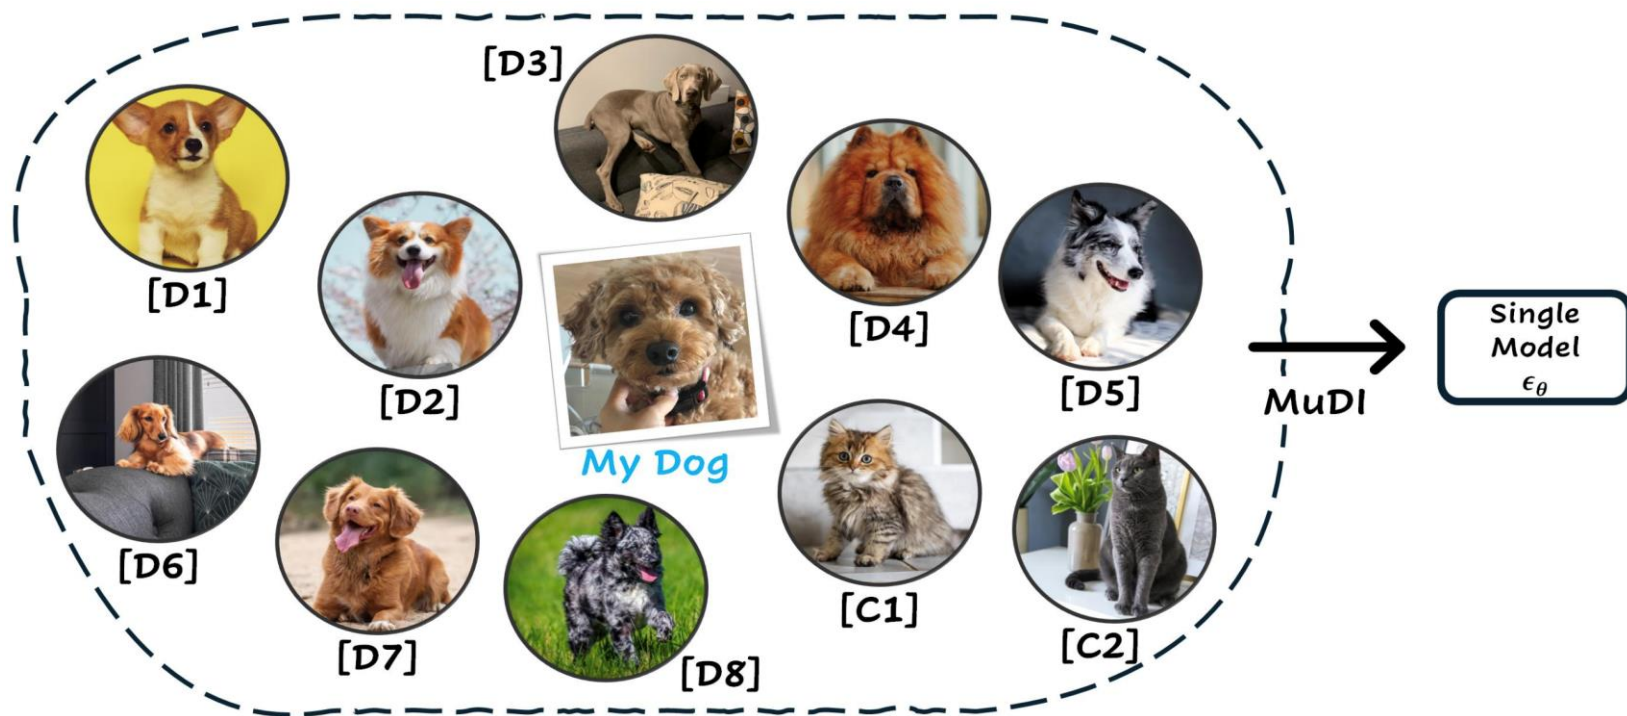 [D3]
[D1]
[D2]
[D4]
[D5]
My Dog
[D6]
[D7]
[D8]
[C1]
[C2]
MuDI
Single
Model
ϵθ